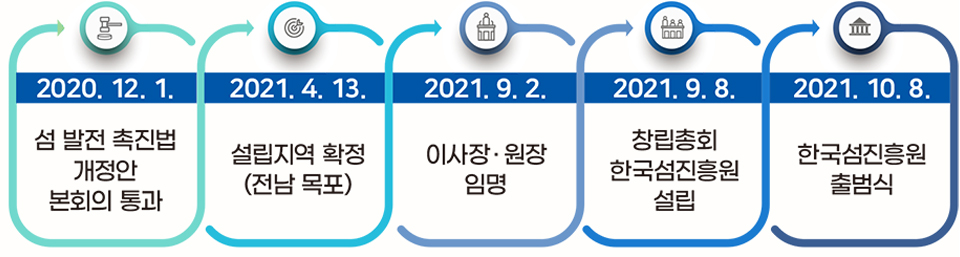 2020. 12. 1.
섬 발전 촉진법
개정안
본회의 통과
2021. 4. 13.
설립지역 확정
(전남 목포)
2021. 9. 2.
이사장·원장
임명
2021. 9. 8.
창립총회
한국섬진흥원
설립
2021. 10. 8.
한국섬진흥원
출범식